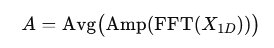 A = Avg(Amp(FFT(X_{1D})))